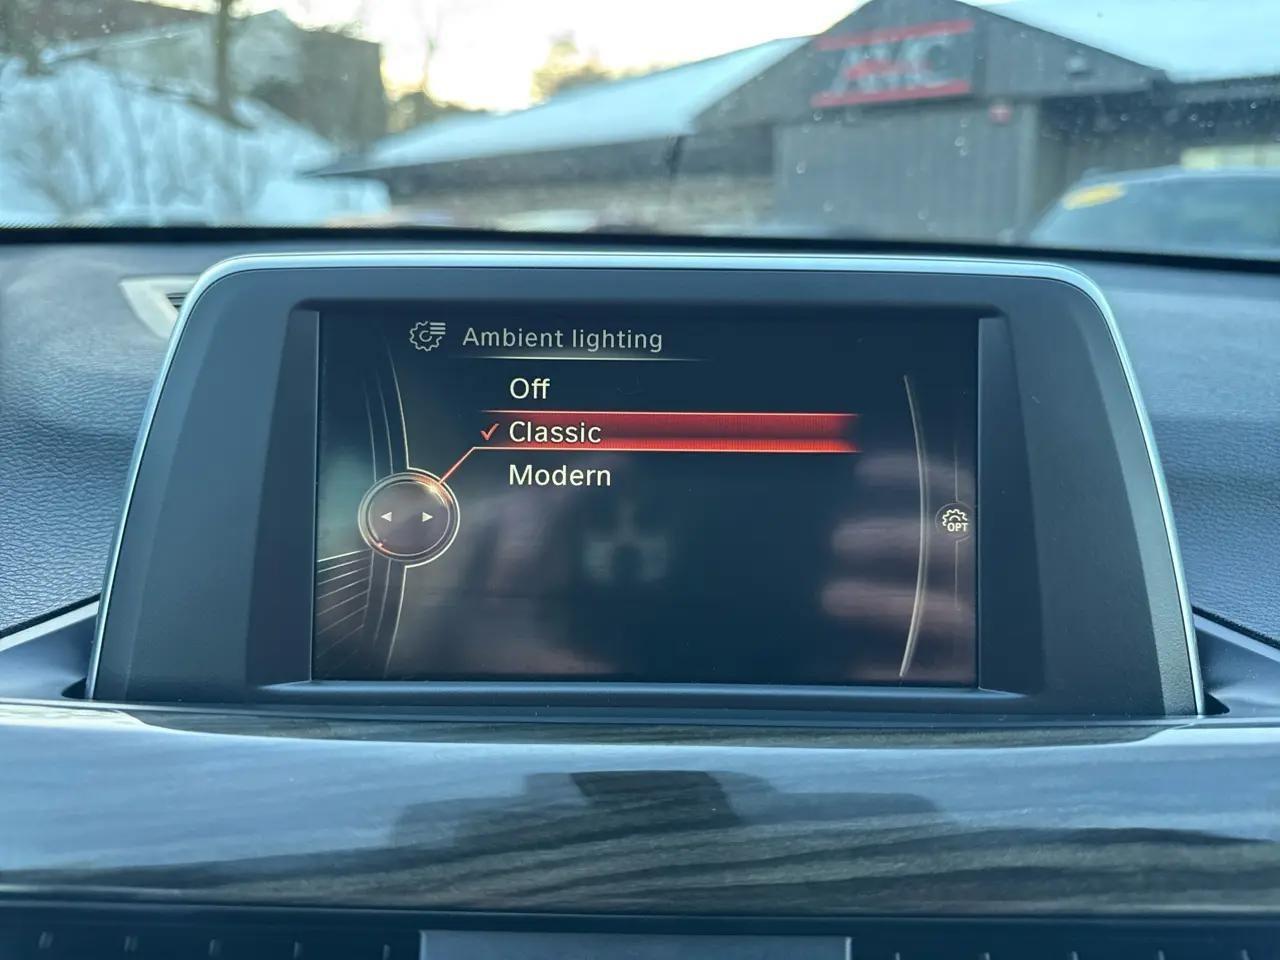 Ambient lighting
Off
Classic
Modern
OPT